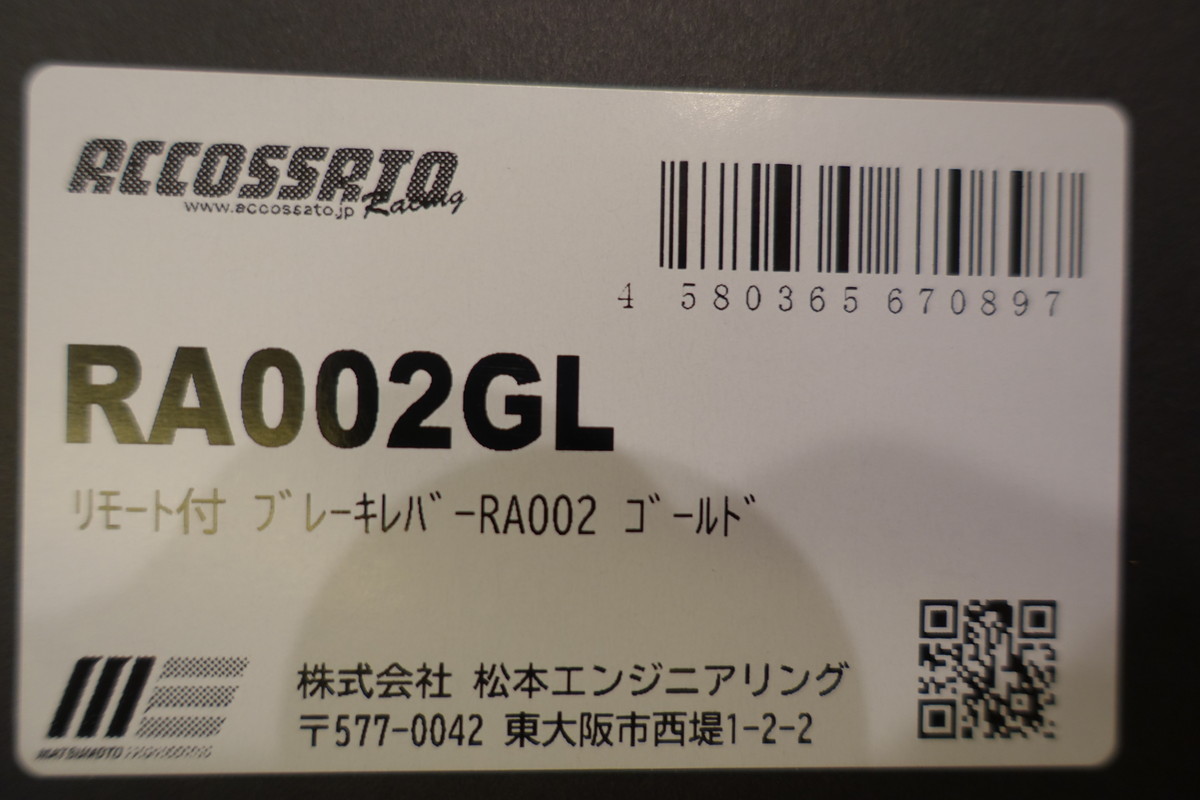 ACCOSSATO
Racing
www.accossato.jp
4 580365 670897
RA002GL
ﾘﾓｰﾄ付 ﾌﾞﾚｰｷﾚﾊﾞｰRA002 ｺﾞｰﾙﾄﾞ
株式会社 松本エンジニアリング
〒577-0042 東大阪市西堤1-2-2
MATSUMOTO ENGINEERING